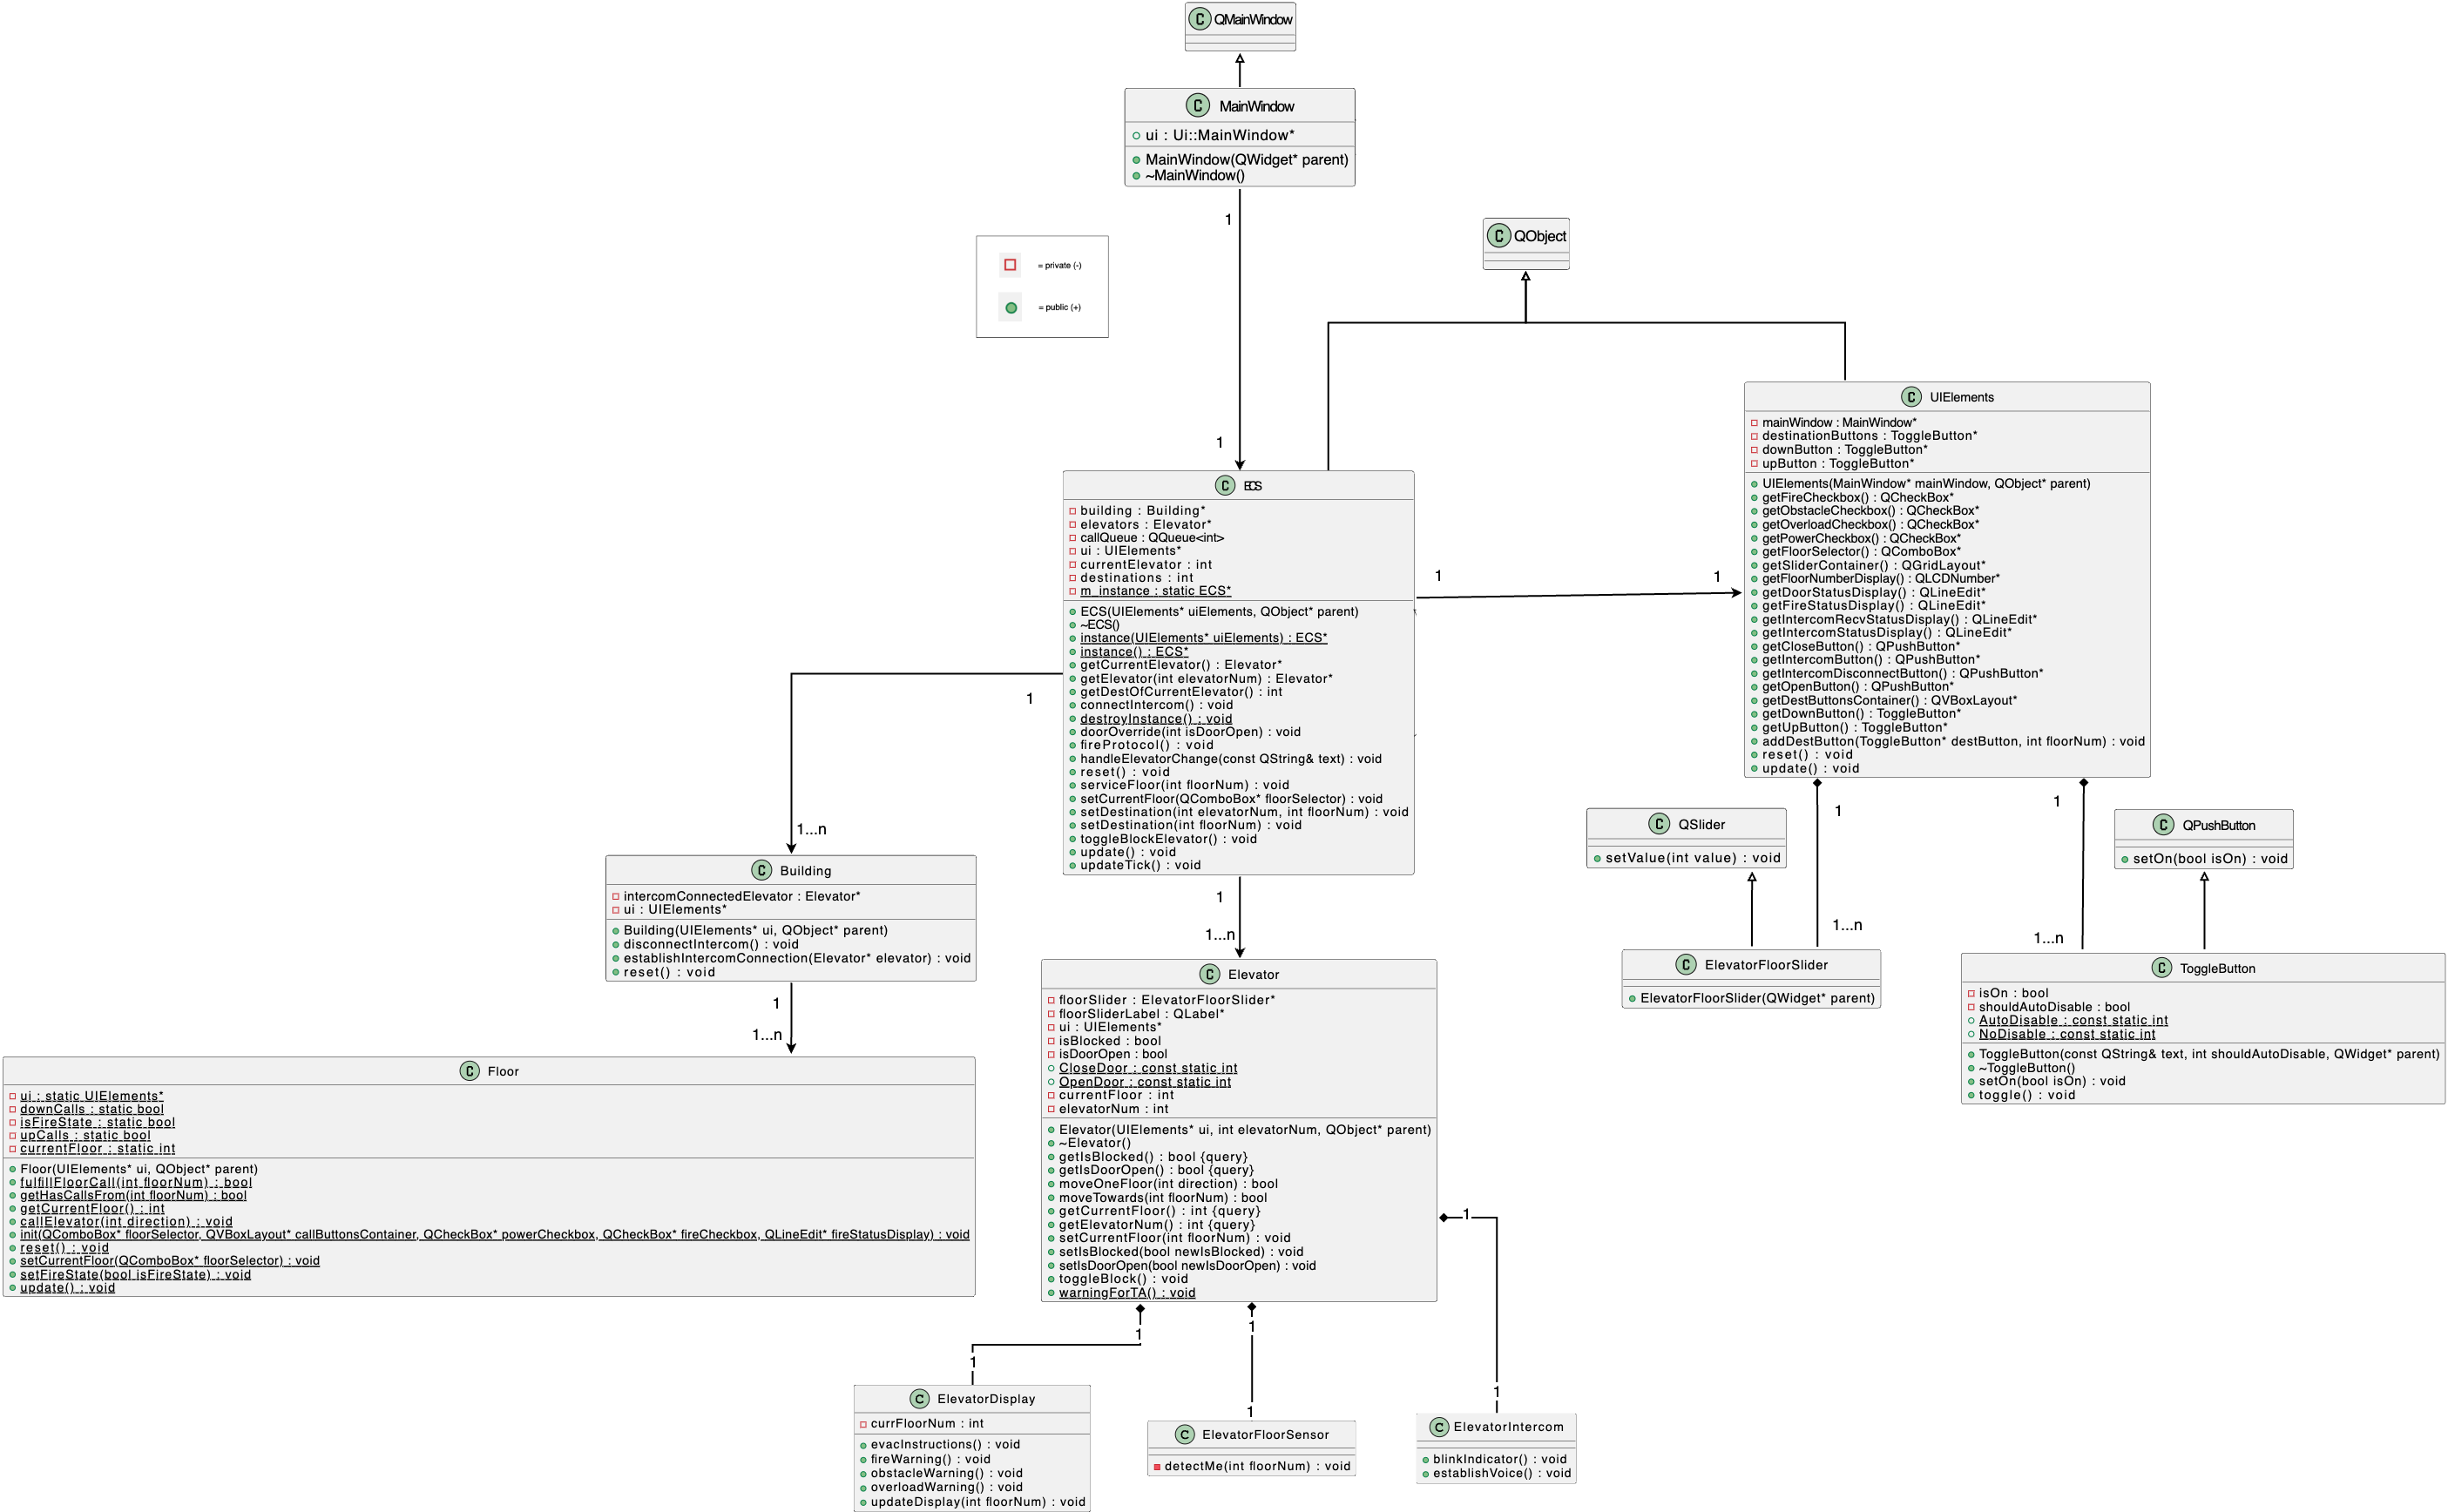 C QMainWindow
C MainWindow
ui : Ui::MainWindow*
MainWindow(QWidget* parent)
~MainWindow()
1
1
= private (-)
= public (+)
C QObject
C UIElements
mainWindow : MainWindow*
destinationButtons : ToggleButton*
downButton : ToggleButton*
upButton : ToggleButton*
UIElements(MainWindow* mainWindow, QObject* parent)
getFireCheckbox() : QCheckBox*
getObstacleCheckbox() : QCheckBox*
getOverloadCheckbox() : QCheckBox*
getPowerCheckbox() : QCheckBox*
getFloorSelector() : QComboBox*
getSliderContainer() : QGridLayout*
getFloorNumberDisplay() : QLCDNumber*
getDoorStatusDisplay() : QLineEdit*
getFireStatusDisplay() : QLineEdit*
getIntercomRecvStatusDisplay() : QLineEdit*
getIntercomStatusDisplay() : QLineEdit*
getCloseButton() : QPushButton*
getIntercomButton() : QPushButton*
getIntercomDisconnectButton() : QPushButton*
getOpenButton() : QPushButton*
getDestButtonsContainer() : QVBoxLayout*
getDownButton() : ToggleButton*
getUpButton() : ToggleButton*
addDestButton(ToggleButton* destButton, int floorNum) : void
reset() : void
update() : void
C ECS
building : Building*
elevators : Elevator*
callQueue : QQueue<int>
ui : UIElements*
currentElevator : int
destinations : int
m_instance : static ECS*
ECS(UIElements* uiElements, QObject* parent)
~ECS()
instance(UIElements* uiElements) : ECS*
instance() : ECS*
getCurrentElevator() : Elevator*
getElevator(int elevatorNum) : Elevator*
getDestOfCurrentElevator() : int
connectIntercom() : void
destroyInstance() : void
doorOverride(int isDoorOpen) : void
fireProtocol() : void
handleElevatorChange(const QString& text) : void
reset() : void
serviceFloor(int floorNum) : void
setCurrentFloor(QComboBox* floorSelector) : void
setDestination(int elevatorNum, int floorNum) : void
setDestination(int floorNum) : void
toggleBlockElevator() : void
update() : void
updateTick() : void
1
1
1
1...n
1
1...n
1
1...n
1
1...n
C Building
intercomConnectedElevator : Elevator*
ui : UIElements*
Building(UIElements* ui, QObject* parent)
disconnectIntercom() : void
establishIntercomConnection(Elevator* elevator) : void
reset() : void
1
1...n
C QSlider
setValue(int value) : void
C QPushButton
setOn(bool isOn) : void
C ElevatorFloorSlider
ElevatorFloorSlider(QWidget* parent)
C ToggleButton
isOn : bool
shouldAutoDisable : bool
AutoDisable : const static int
NoDisable : const static int
ToggleButton(const QString& text, int shouldAutoDisable, QWidget* parent)
~ToggleButton()
setOn(bool isOn) : void
toggle() : void
C Elevator
floorSlider : ElevatorFloorSlider*
floorSliderLabel : QLabel*
ui : UIElements*
isBlocked : bool
isDoorOpen : bool
CloseDoor : const static int
OpenDoor : const static int
currentFloor : int
elevatorNum : int
Elevator(UIElements* ui, int elevatorNum, QObject* parent)
~Elevator()
getIsBlocked() : bool {query}
getIsDoorOpen() : bool {query}
moveOneFloor(int direction) : bool
moveTowards(int floorNum) : bool
getCurrentFloor() : int {query}
getElevatorNum() : int {query}
setCurrentFloor(int floorNum) : void
setIsBlocked(bool newIsBlocked) : void
setIsDoorOpen(bool newIsDoorOpen) : void
toggleBlock() : void
warningForTA() : void
C Floor
ui : static UIElements*
downCalls : static bool
isFireState : static bool
upCalls : static bool
currentFloor : static int
Floor(UIElements* ui, QObject* parent)
fulfillFloorCall(int floorNum) : bool
getHasCallsFrom(int floorNum) : bool
getCurrentFloor() : int
callElevator(int direction) : void
init(QComboBox* floorSelector, QVBoxLayout* callButtonsContainer, QCheckBox* powerCheckbox, QCheckBox* fireCheckbox, QLineEdit* fireStatusDisplay) : void
reset() : void
setCurrentFloor(QComboBox* floorSelector) : void
setFireState(bool isFireState) : void
update() : void
1
1
1
1
1
1
C ElevatorDisplay
currFloorNum : int
evacInstructions() : void
fireWarning() : void
obstacleWarning() : void
overloadWarning() : void
updateDisplay(int floorNum) : void
C ElevatorFloorSensor
detectMe(int floorNum) : void
C ElevatorIntercom
blinkIndicator() : void
establishVoice() : void